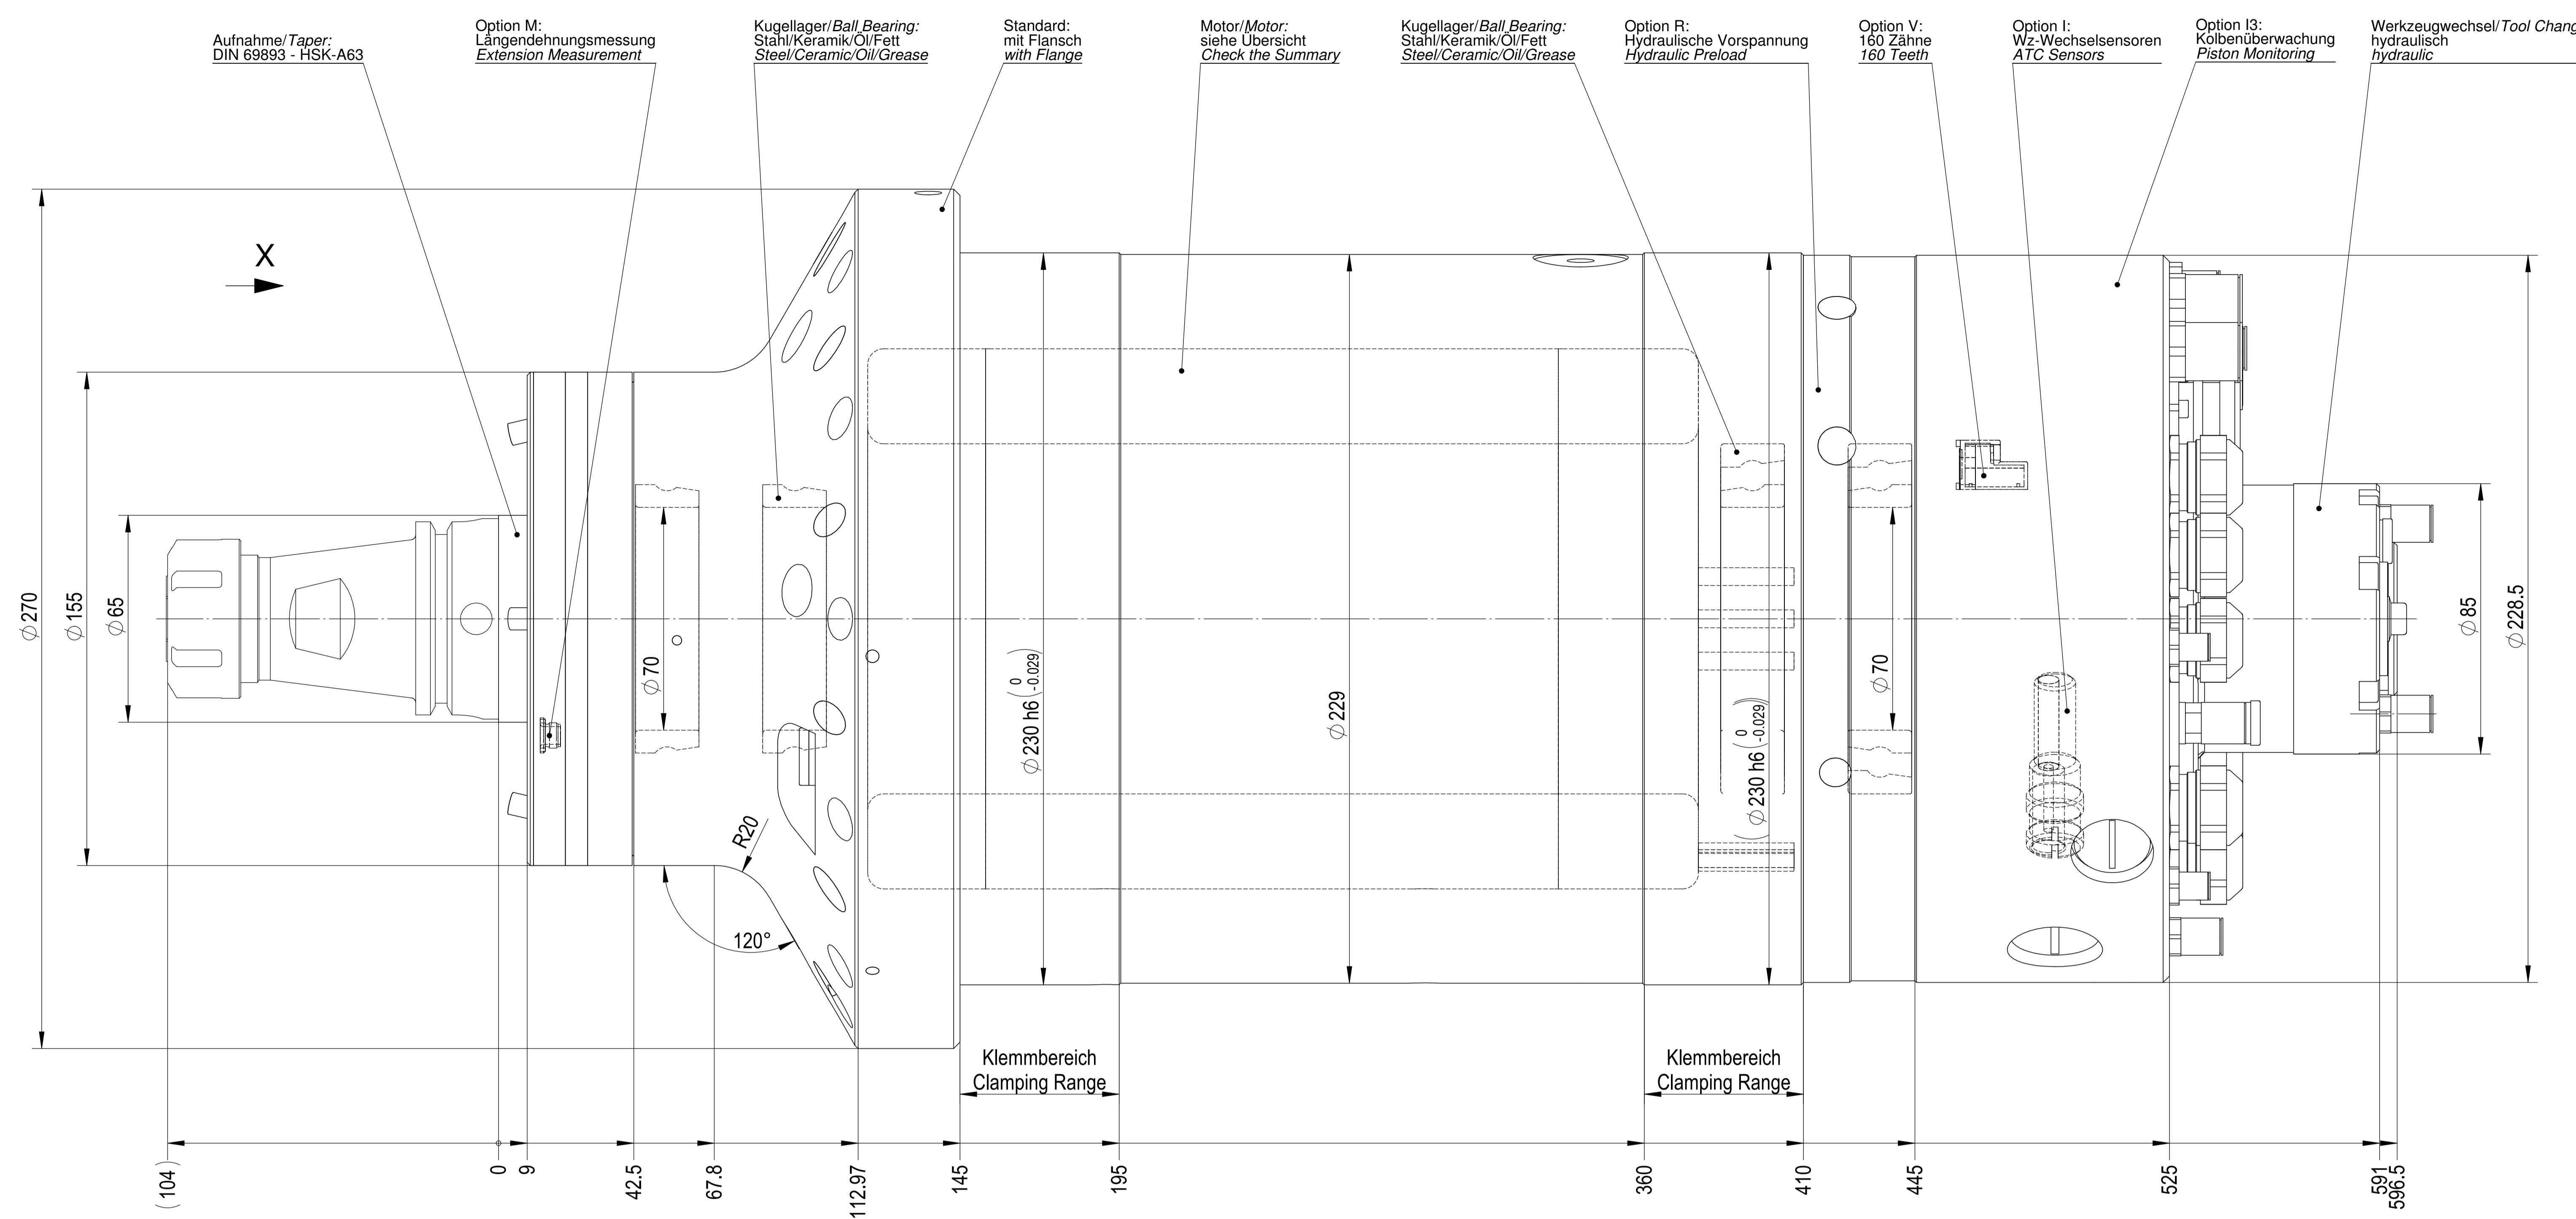 Aufnahme/Taper:
DIN 69893 - HSK-A63
Option M:
Längendehnungsmessung
Extension Measurement
Kugellager/Ball Bearing:
Stahl/Keramik/Öl/Fett
Steel/Ceramic/Oil/Grease
Standard:
mit Flansch
with Flange
Motor/Motor:
siehe Übersicht
Check the Summary
Kugellager/Ball Bearing:
Stahl/Keramik/Öl/Fett
Steel/Ceramic/Oil/Grease
Option R:
Hydraulische Vorspannung
Hydraulic Preload
Option V:
160 Zähne
160 Teeth
Option I:
Wz-Wechselsensoren
ATC Sensors
Option I3:
Kolbenüberwachung
Piston Monitoring
Werkzeugwechsel/Tool Chang
hydraulisch
hydraulic
X
∅ 270
∅ 155
∅ 65
∅ 70
R20
120°
∅ 230 h6 ( 0 -0.029 )
∅ 229
∅ 230 h6 ( 0 -0.029 )
∅ 70
∅ 85
∅ 228.5
Klemmbereich
Clamping Range
Klemmbereich
Clamping Range
(104)
0
9
42.5
67.8
112.97
145
195
360
410
445
525
591
596.5